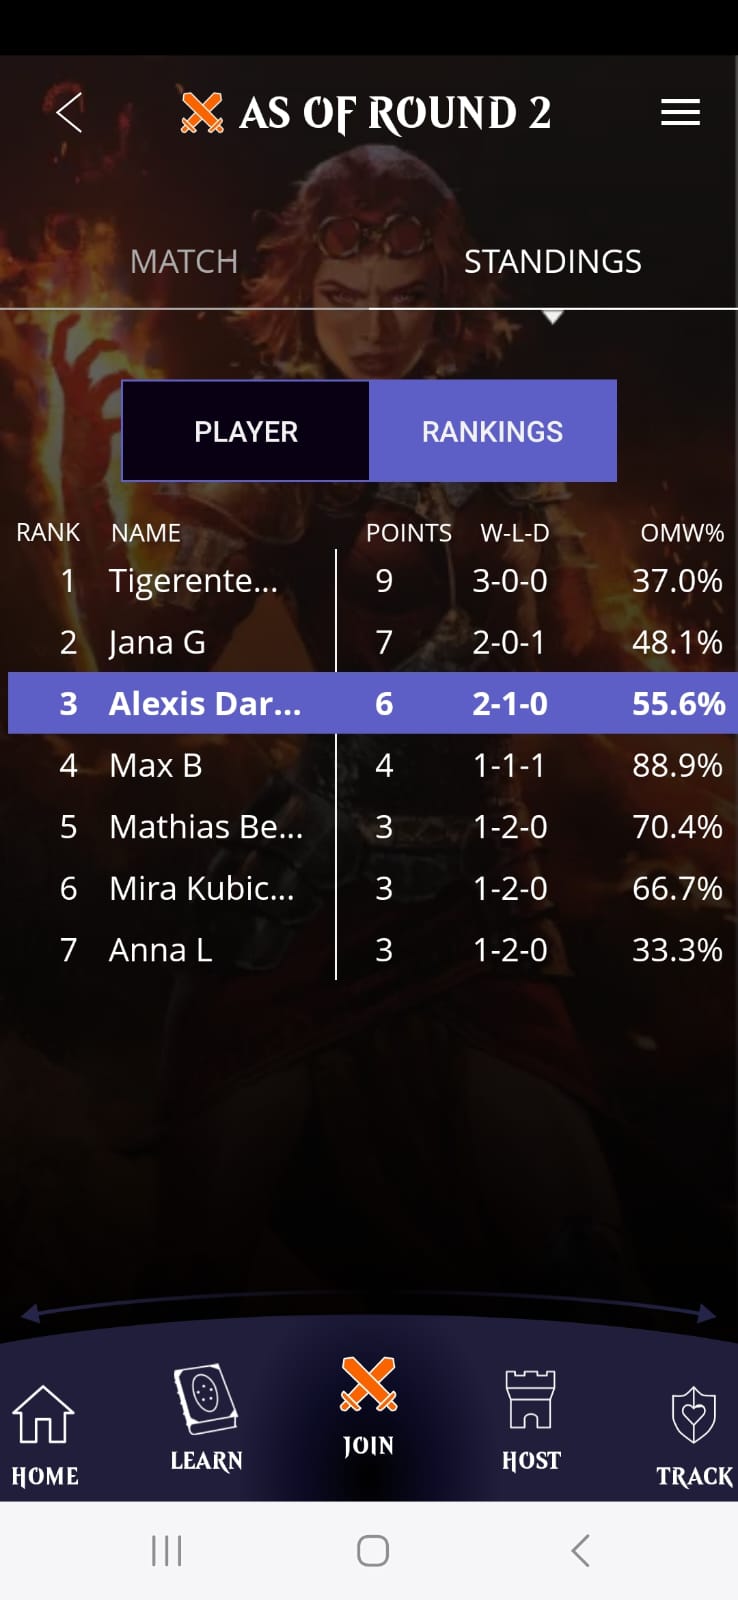 AS OF ROUND 2
MATCH STANDINGS
PLAYER RANKINGS
RANK NAME POINTS W-L-D OMW%
1 Tigerente... 9 3-0-0 37.0%
2 Jana G 7 2-0-1 48.1%
3 Alexis Dar... 6 2-1-0 55.6%
4 Max B 4 1-1-1 88.9%
5 Mathias Be... 3 1-2-0 70.4%
6 Mira Kubic... 3 1-2-0 66.7%
7 Anna L 3 1-2-0 33.3%
HOME LEARN JOIN HOST TRACK